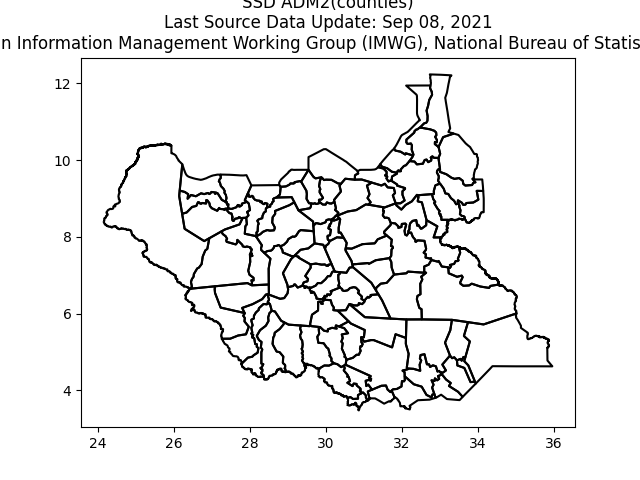 SSD ADM2(counties)
Last Source Data Update: Sep 08, 2021
n Information Management Working Group (IMWG), National Bureau of Statis
12
10
8
6
4
24 26 28 30 32 34 36